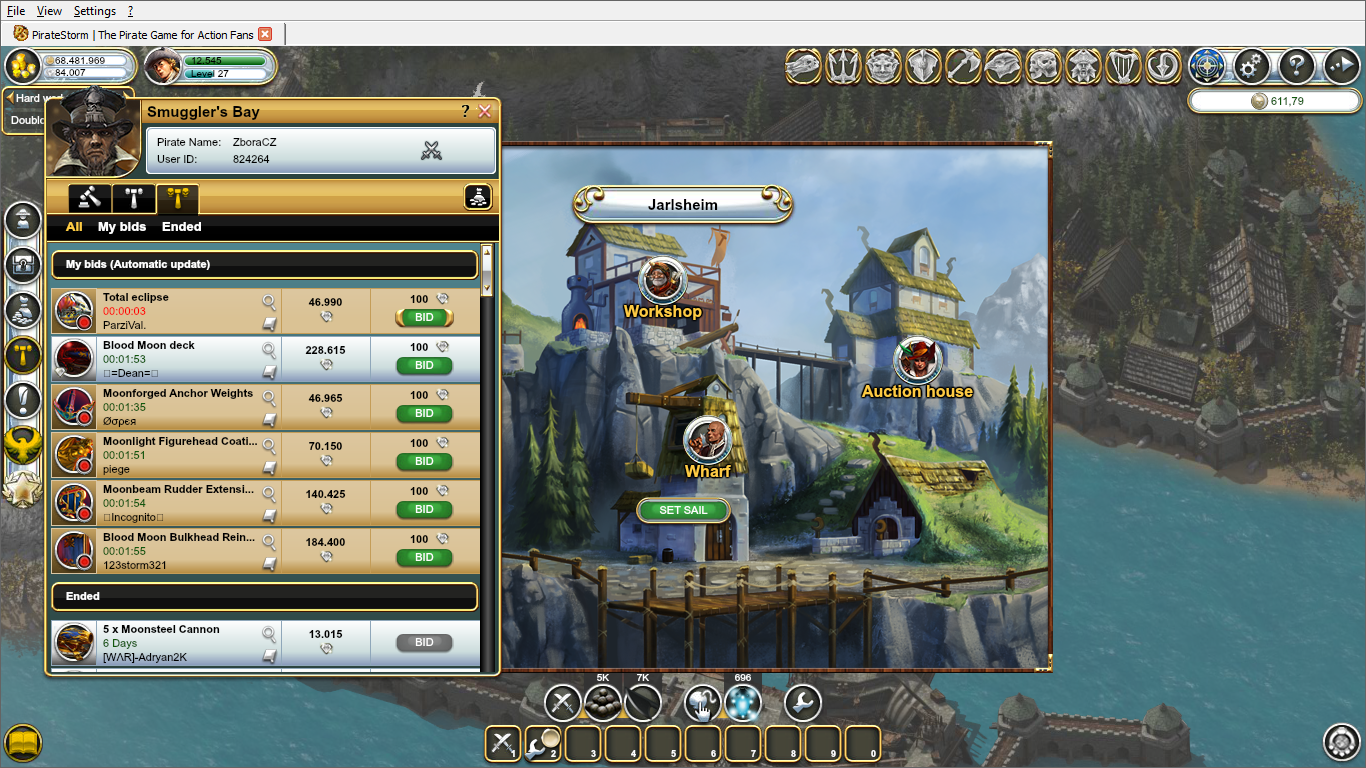 File View Settings ?
PirateStorm | The Pirate Game for Action Fans
68.481.969
84.007
12.545
Level 27
611,79
Hard
Smuggler's Bay ?
Pirate Name: ZboraCZ
User ID: 824264
All My bids Ended
My bids (Automatic update)
Total eclipse
00:00:03
ParziVal.
46.990
100
BID
Blood Moon deck
00:01:53
=Dean=
228.615
100
BID
Moonforged Anchor Weights
00:01:35
Øσρєя
46.965
100
BID
Moonlight Figurehead Coati...
00:01:51
piege
70.150
100
BID
Moonbeam Rudder Extensi...
00:01:54
Incognito
140.425
100
BID
Blood Moon Bulkhead Rein...
00:01:55
123storm321
184.400
100
BID
Ended
5 x Moonsteel Cannon
6 Days
[WΛR]-Adryan2K
13.015
BID
Jarlsheim
Workshop
Auction house
Wharf
SET SAIL
5K 7K 696
1 2 3 4 5 6 7 8 9 0